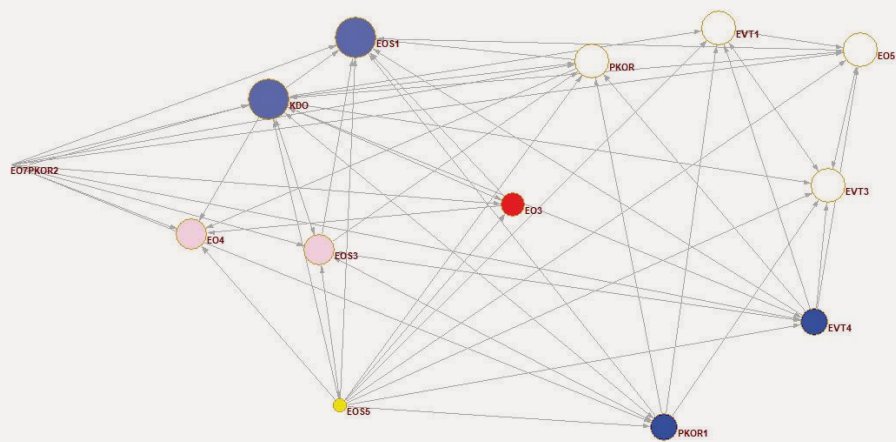 EVT1
EOS1
EO5
PKOR
KDO
EO7PKOR2
EVT3
EO3
EO4
EOS3
EVT4
EOS5
PKOR1